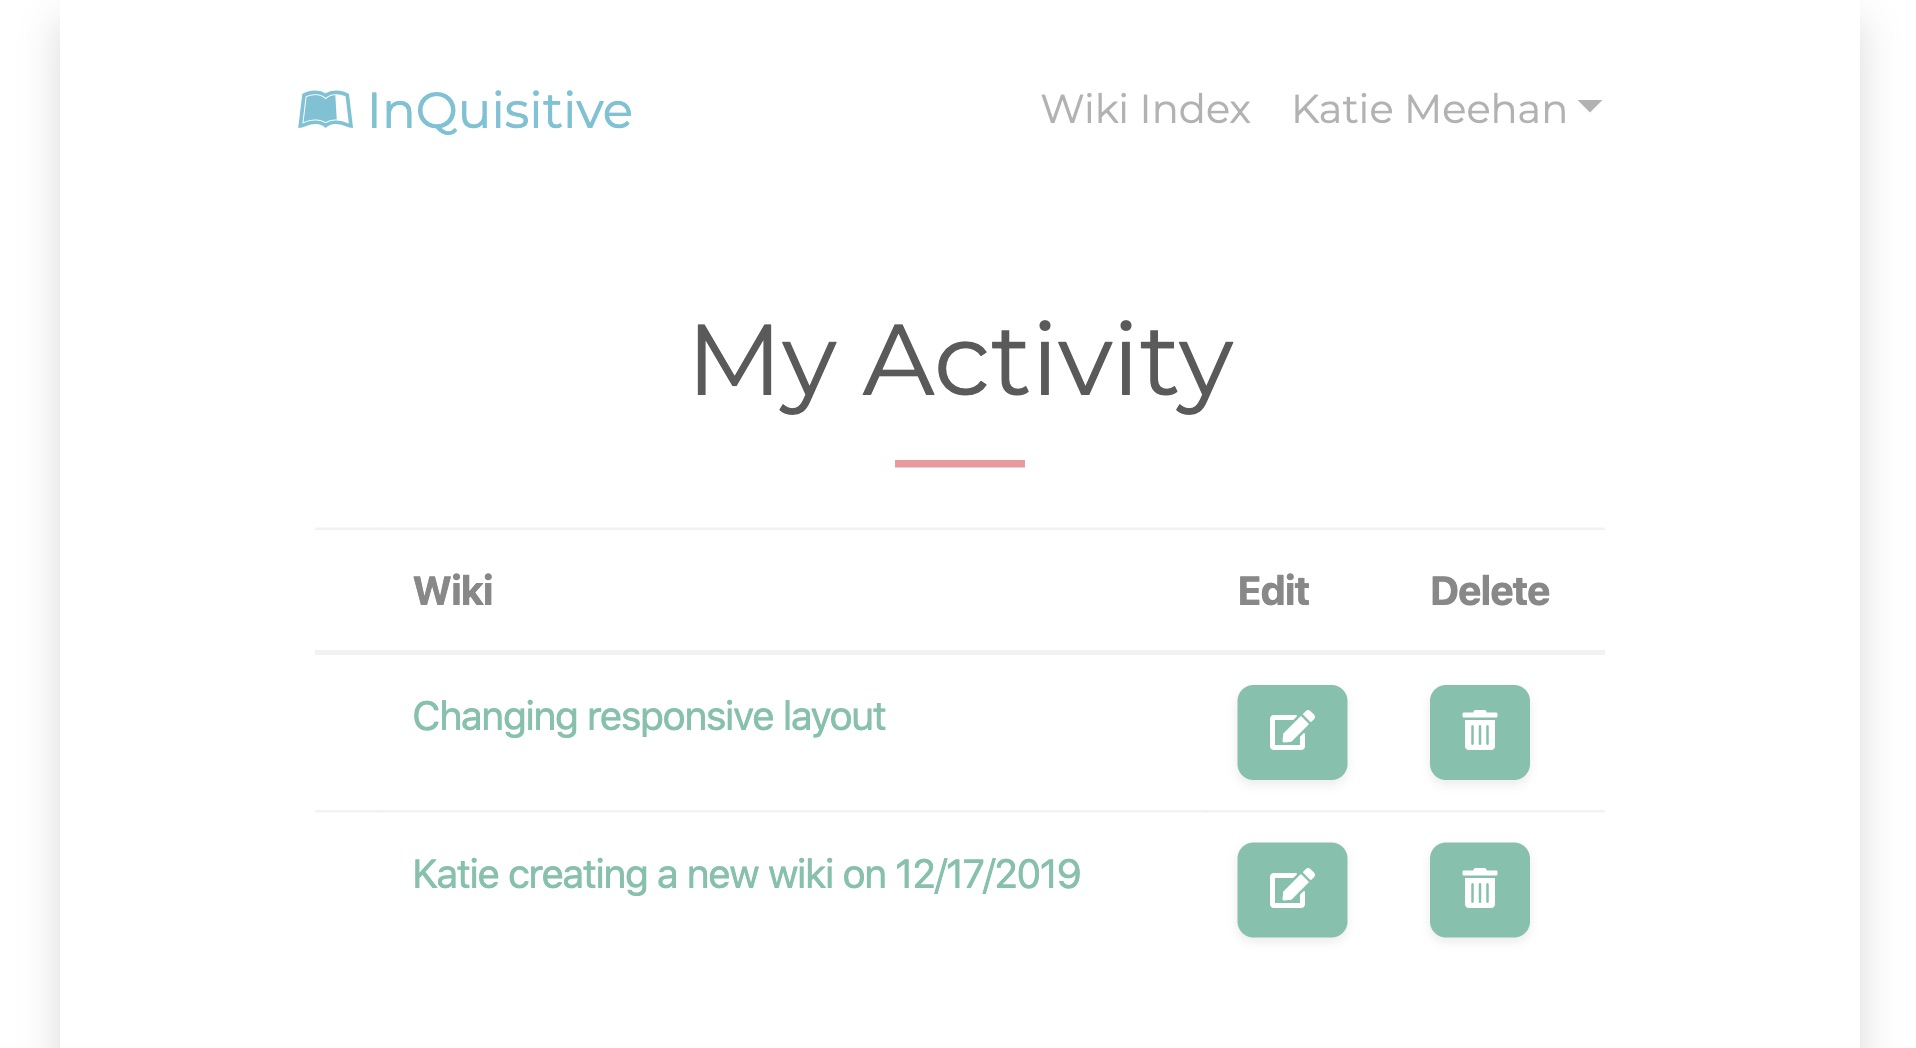 InQuisitive
Wiki Index Katie Meehan
My Activity
Wiki Edit Delete
Changing responsive layout
Katie creating a new wiki on 12/17/2019